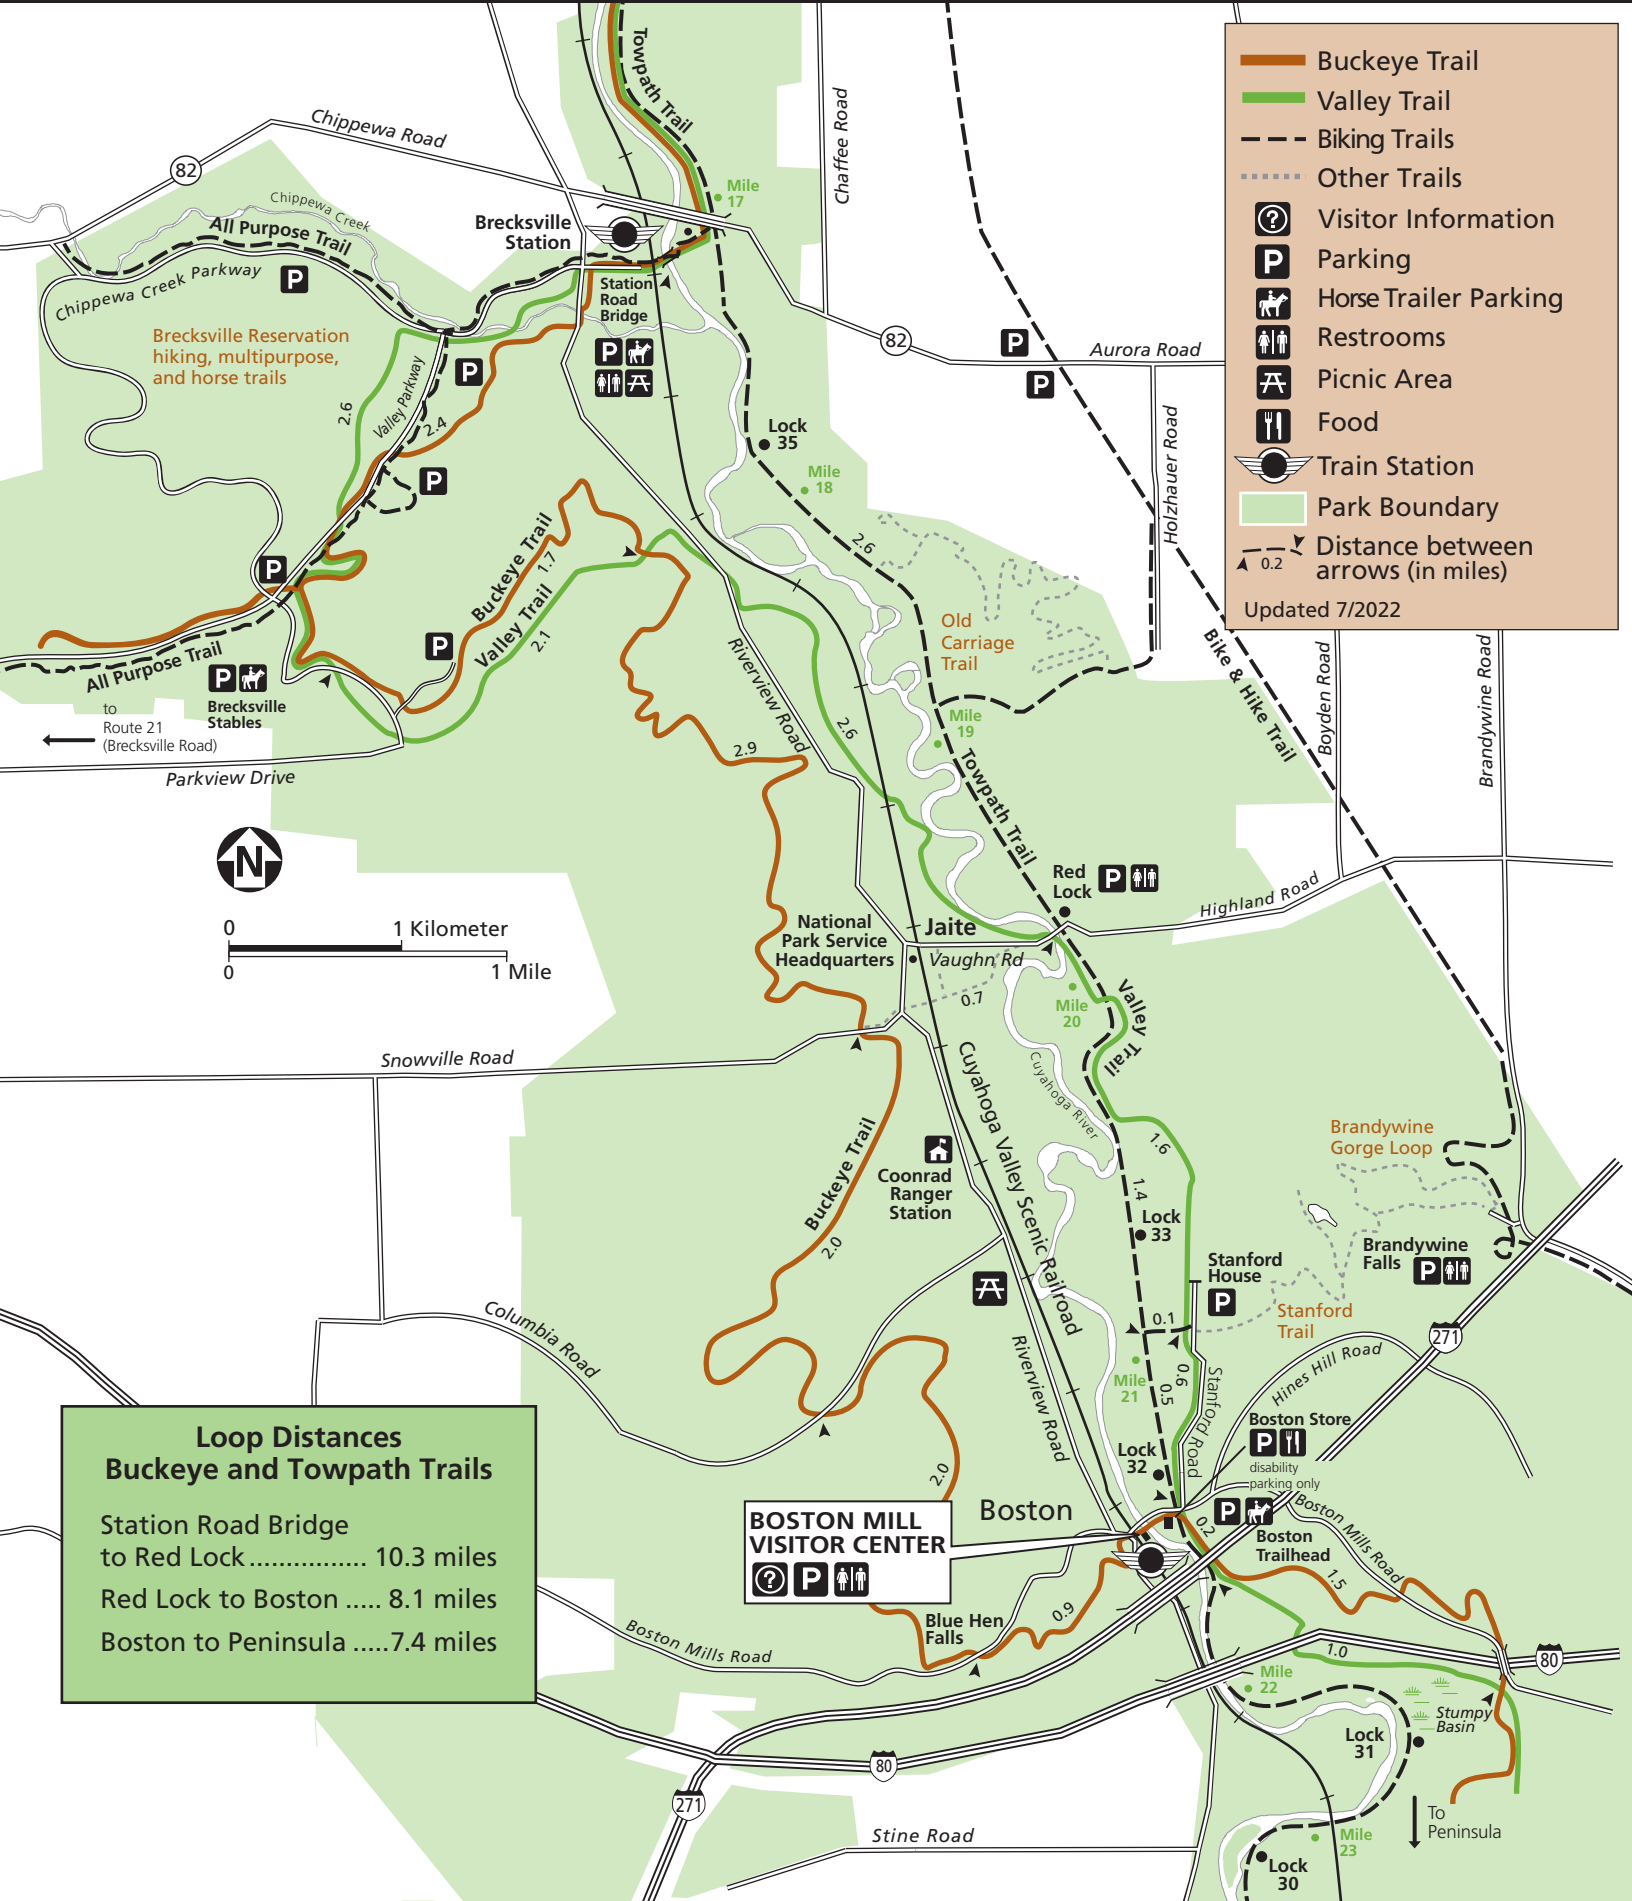 Buckeye Trail
Valley Trail
Biking Trails
Other Trails
Visitor Information
Parking
Horse Trailer Parking
Restrooms
Picnic Area
Food
Train Station
Park Boundary
Distance between
arrows (in miles)
0.2
Updated 7/2022
P
Towpath Trail
Chippewa Road
82
Chaffee Road
Mile
17
Chippewa Creek
All Purpose Trail
Brecksville
Station
Chippewa Creek Parkway
P
Station
Road
Bridge
Brecksville Reservation
hiking, multipurpose,
and horse trails
P
P
82
P
Aurora Road
P
Valley Parkway
2.6
2.4
Lock
35
Holzhauer Road
Mile
18
P
Buckeye Trail
1.7
2.6
P
Valley Trail
2.1
Old
Carriage
Trail
P
All Purpose Trail
P
Brecksville
Stables
to
Route 21
(Brecksville Road)
Parkview Drive
Riverview Road
2.6
2.9
Mile
19
Towpath Trail
Bike & Hike Trail
Boyden Road
Brandywine Road
N
0
1 Kilometer
0
1 Mile
Red
Lock
P
Highland Road
National
Park Service
Headquarters
Jaite
Vaughn Rd
0.7
Mile
20
Valley
Trail
Snowville Road
Cuyahoga Valley Scenic Railroad
Cuyahoga River
Buckeye Trail
2.0
Coonrad
Ranger
Station
1.6
1.4
Lock
33
Brandywine
Gorge Loop
Stanford
House
P
Brandywine
Falls
P
0.1
Stanford
Trail
271
Hines Hill Road
Columbia Road
Riverview Road
Mile
21
0.5
0.6
Stanford Road
Boston Store
P
disability
parking only
Lock
32
2.0
Loop Distances
Buckeye and Towpath Trails
Station Road Bridge
to Red Lock ................ 10.3 miles
Red Lock to Boston ..... 8.1 miles
Boston to Peninsula .....7.4 miles
Boston
BOSTON MILL
VISITOR CENTER
P
P
0.2
Boston
Trailhead
Boston Mills Road
1.5
Blue Hen
Falls
0.9
Boston Mills Road
1.0
80
Mile
22
Stumpy
Basin
Lock
31
80
271
To
Peninsula
Stine Road
Mile
23
Lock
30